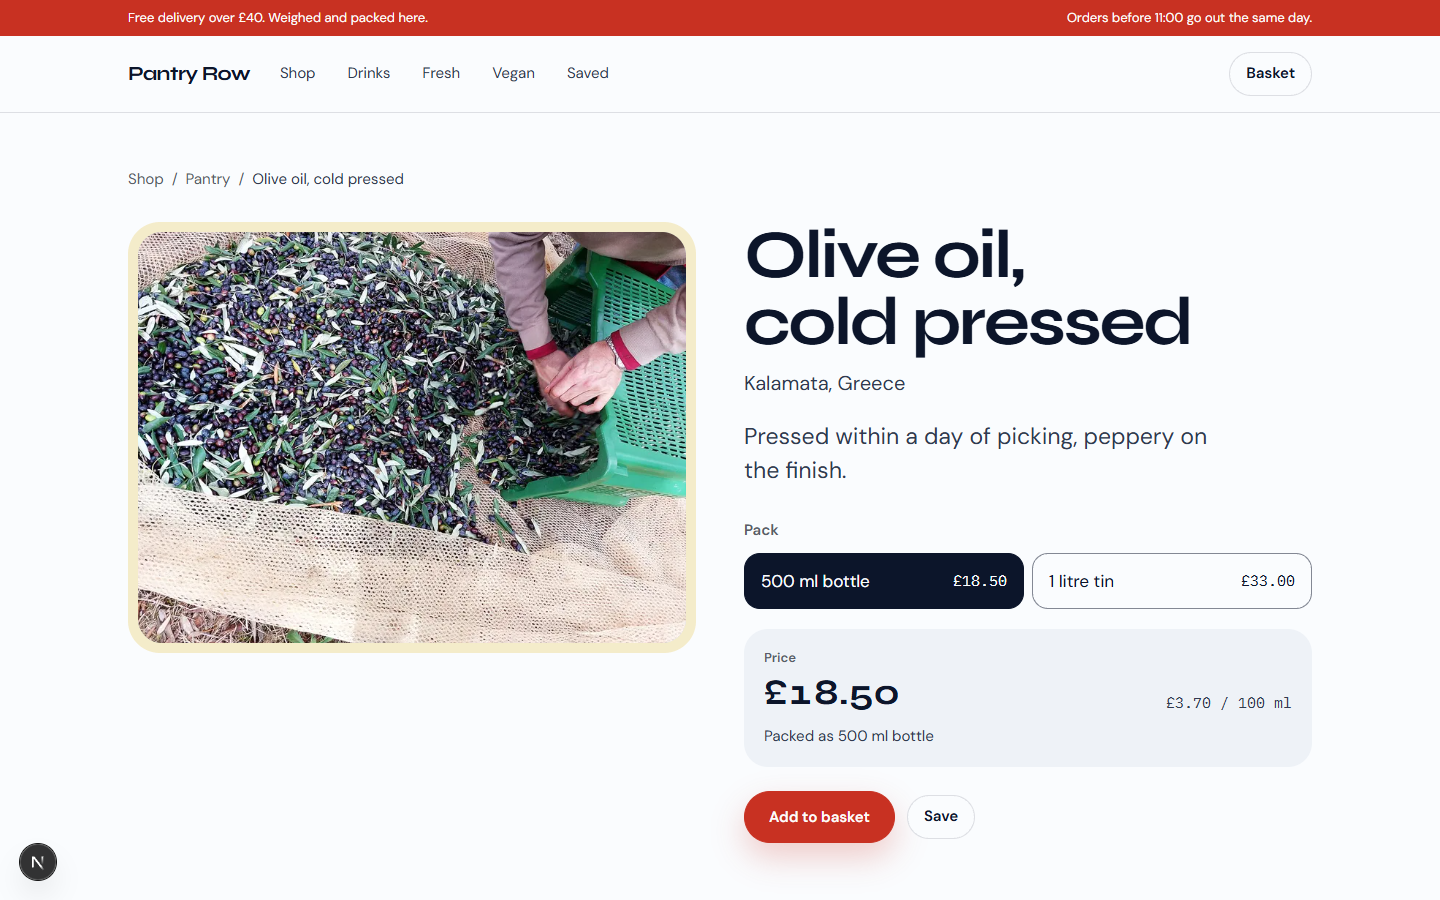 Free delivery over £40. Weighed and packed here.
Orders before 11:00 go out the same day.
Pantry Row
Shop
Drinks
Fresh
Vegan
Saved
Basket
Shop / Pantry / Olive oil, cold pressed
Olive oil,
cold pressed
Kalamata, Greece
Pressed within a day of picking, peppery on
the finish.
Pack
500 ml bottle £18.50
1 litre tin £33.00
Price
£18.50
£3.70 / 100 ml
Packed as 500 ml bottle
Add to basket
Save
N